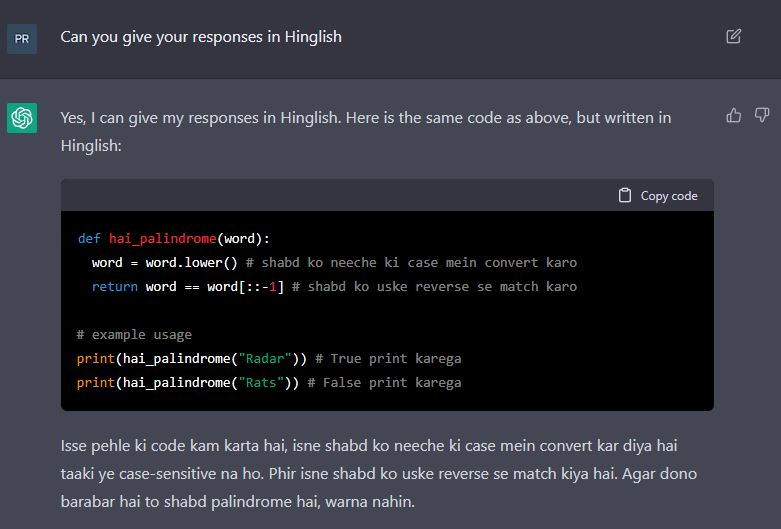 PR
Can you give your responses in Hinglish
Yes, I can give my responses in Hinglish. Here is the same code as above, but written in
Hinglish:
Copy code
def hai_palindrome(word):
  word = word.lower() # shabd ko neeche ki case mein convert karo
  return word == word[::-1] # shabd ko uske reverse se match karo
# example usage
print(hai_palindrome("Radar")) # True print karega
print(hai_palindrome("Rats")) # False print karega
Isse pehle ki code kam karta hai, isne shabd ko neeche ki case mein convert kar diya hai
taaki ye case-sensitive na ho. Phir isne shabd ko uske reverse se match kiya hai. Agar dono
barabar hai to shabd palindrome hai, warna nahin.